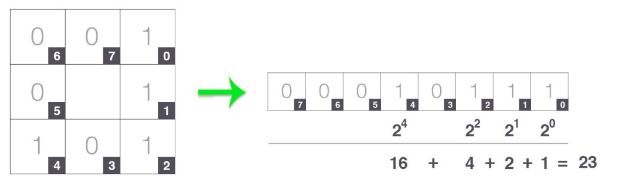 0 6 0 7 1 0
0 5 1 1
1 4 0 3 1 2
0 7 0 6 0 5 1 4 0 3 1 2 1 1 1 0
2⁴ 2² 2¹ 2⁰
16 + 4 + 2 + 1 = 23